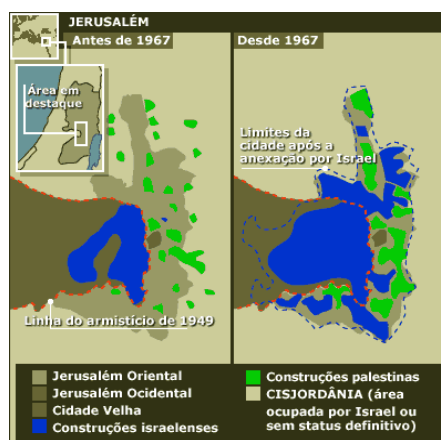 JERUSALÉM
Antes de 1967
Desde 1967
Área em
destaque
Limites da
cidade após a
anexação por Israel
Linha do armistício de 1949
Jerusalém Oriental
Jerusalém Ocidental
Cidade Velha
Construções israelenses
Construções palestinas
CISJORDÂNIA (área
ocupada por Israel ou
sem status definitivo)